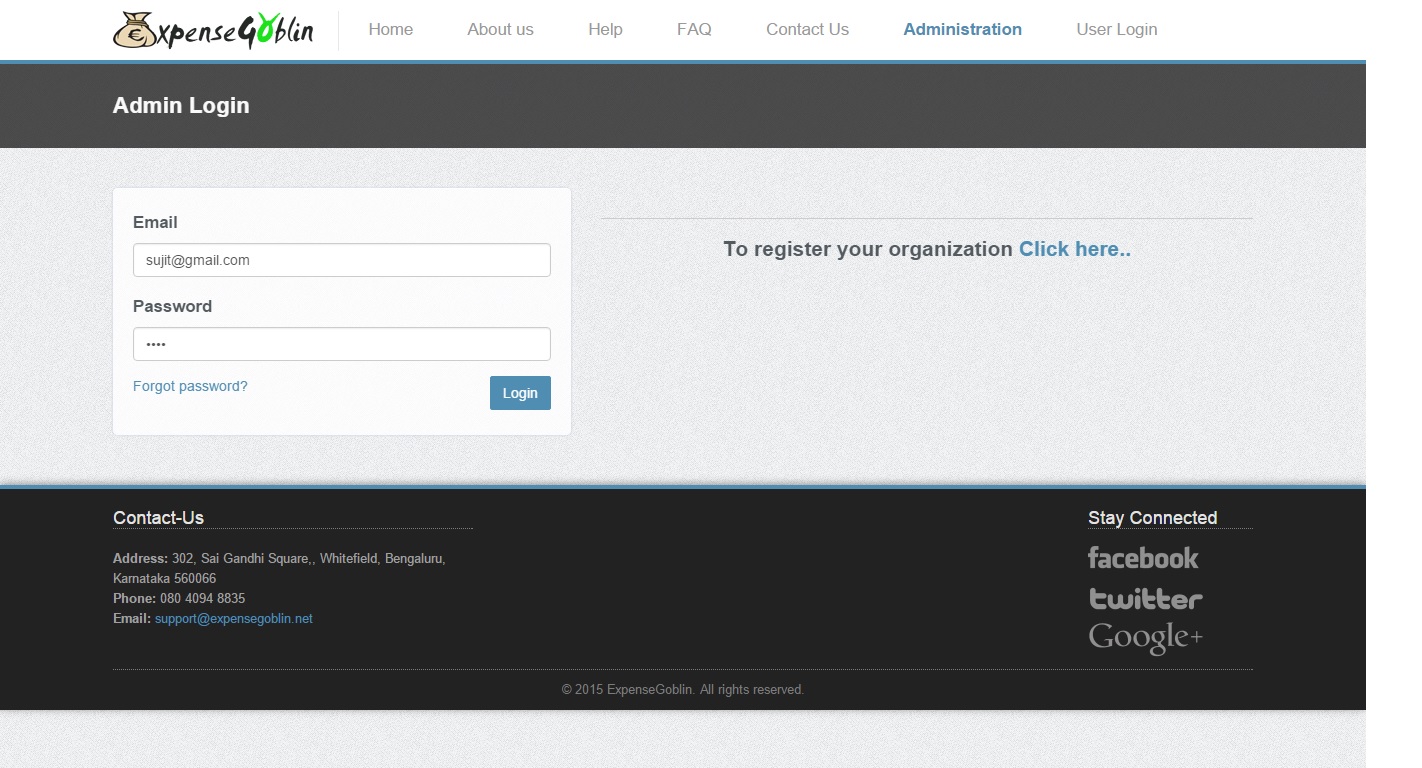 ExpenseGoblin
Home About us Help FAQ Contact Us Administration User Login
Admin Login
Email
sujit@gmail.com
Password
••••
Forgot password? Login
To register your organization Click here..
Contact-Us
Address: 302, Sai Gandhi Square,, Whitefield, Bengaluru,
Karnataka 560066
Phone: 080 4094 8835
Email: support@expensegoblin.net
Stay Connected
facebook
twitter
Google+
© 2015 ExpenseGoblin. All rights reserved.